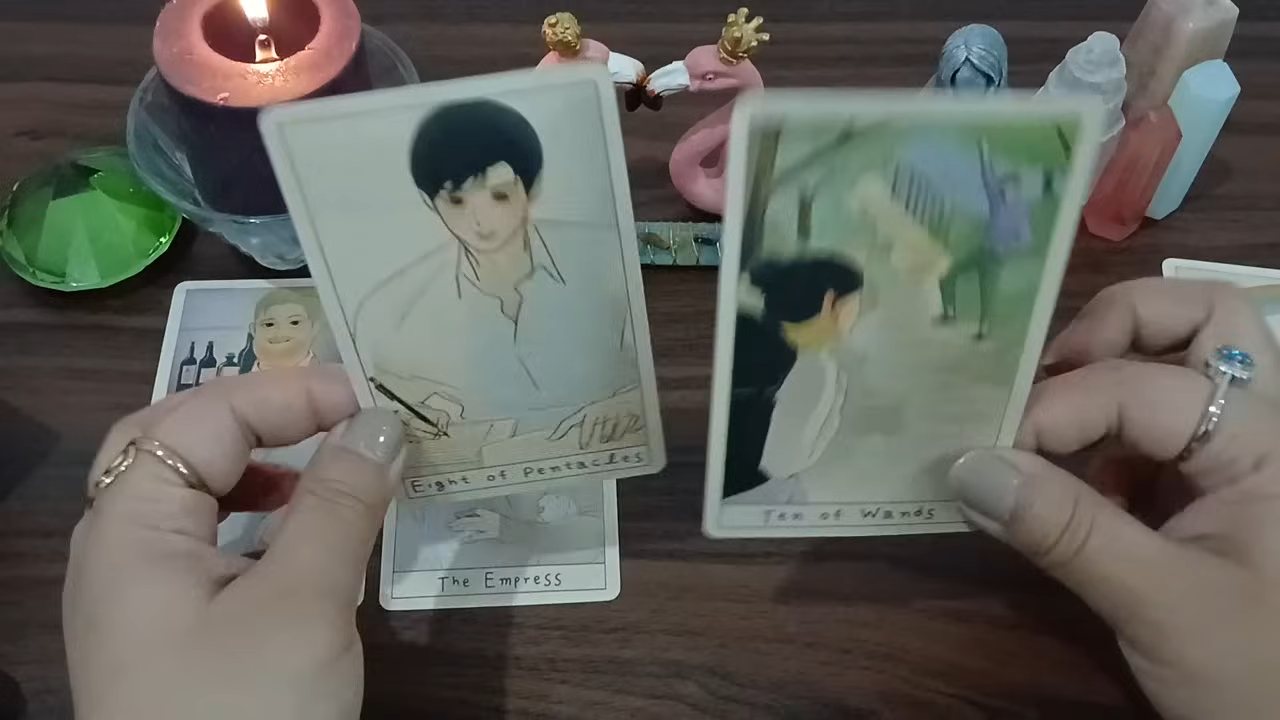 Eight of Pentacles
Ten of Wands
The Empress